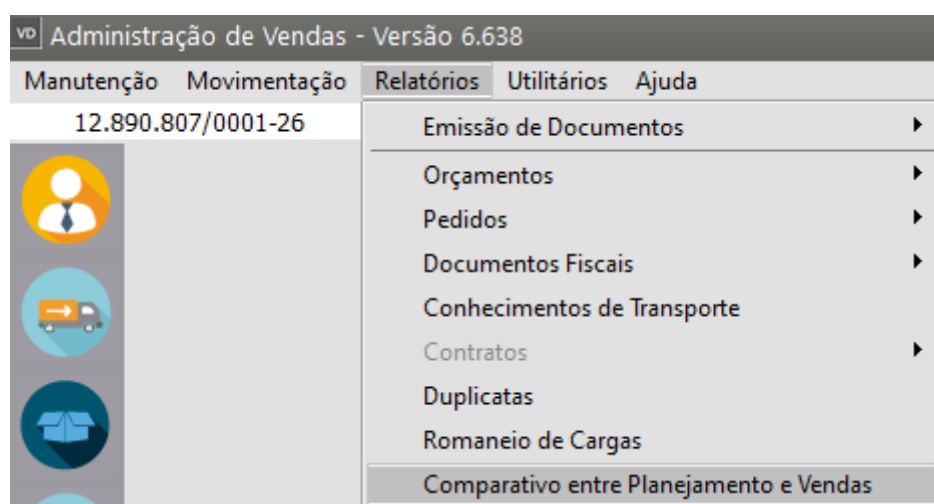 VD Administração de Vendas - Versão 6.638
Manutenção Movimentação Relatórios Utilitários Ajuda
12.890.807/0001-26
Emissão de Documentos
Orçamentos
Pedidos
Documentos Fiscais
Conhecimentos de Transporte
Contratos
Duplicatas
Romaneio de Cargas
Comparativo entre Planejamento e Vendas